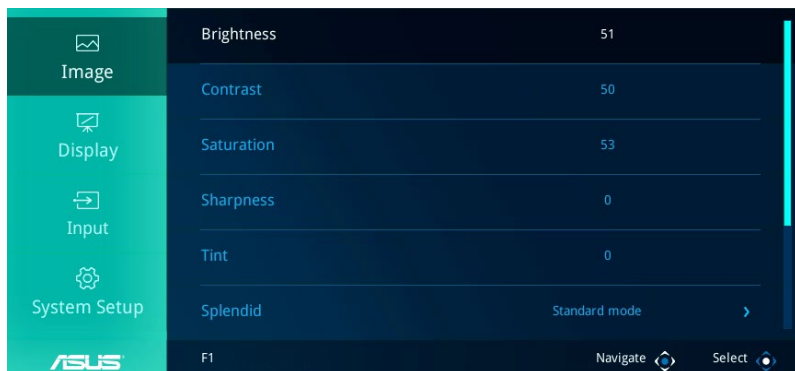 Image
Display
Input
System Setup
ASUS
Brightness 51
Contrast 50
Saturation 53
Sharpness 0
Tint 0
Splendid Standard mode
F1 Navigate Select